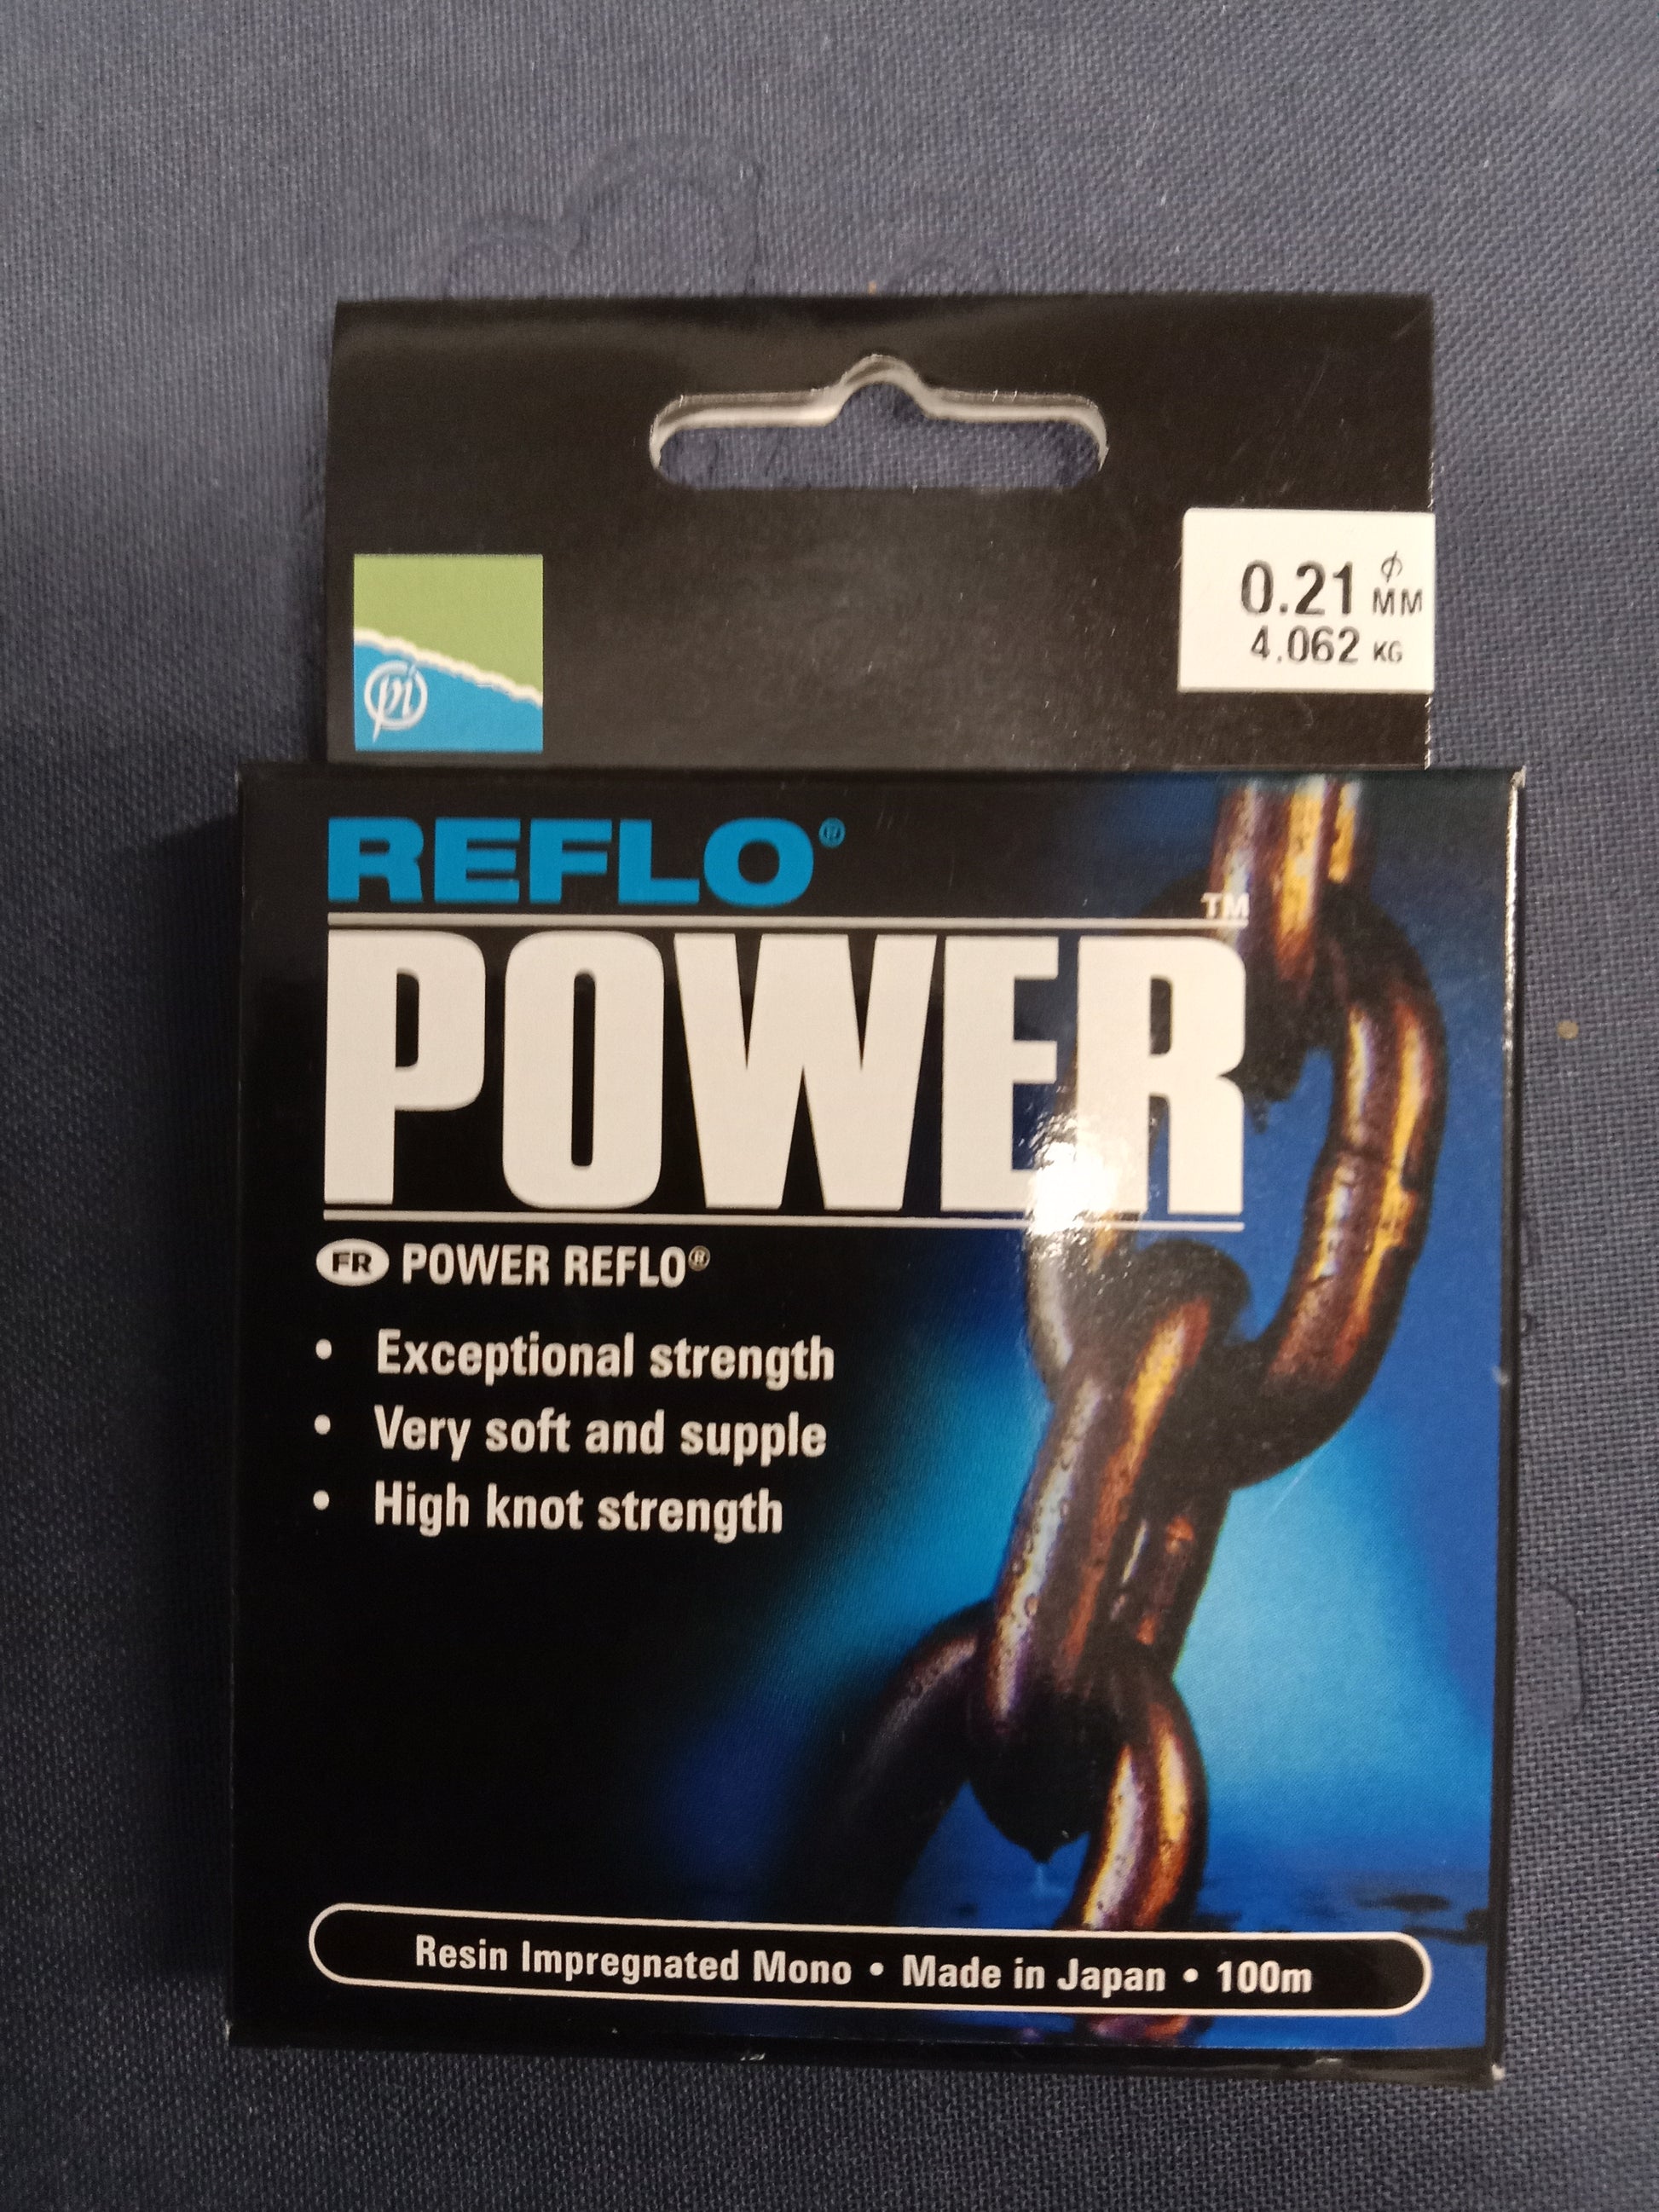 0.21 ϕ MM
4.062 KG
pi
REFLO®
POWER™
FR POWER REFLO®
• Exceptional strength
• Very soft and supple
• High knot strength
Resin Impregnated Mono • Made in Japan • 100m